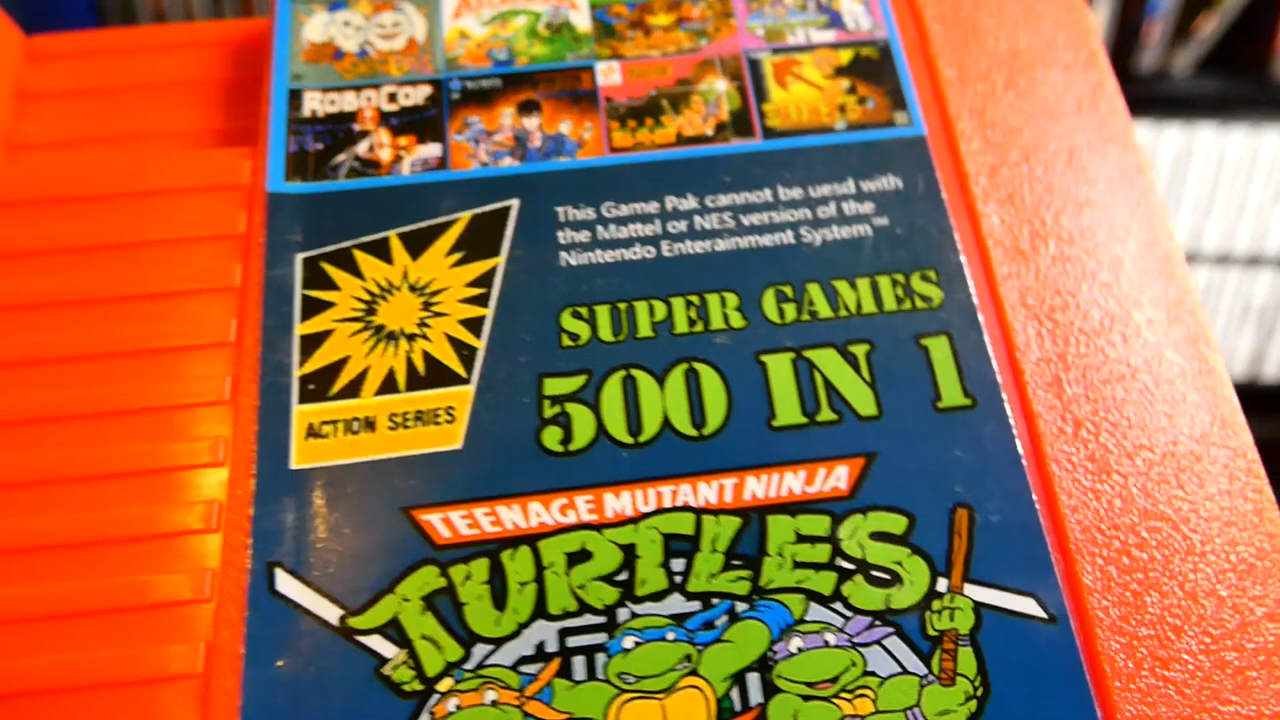 ROBOCOP
This Game Pak cannot be uesd with
the Mattel or NES version of the
Nintendo Enterainment System™
ACTION SERIES
SUPER GAMES
500 IN 1
TEENAGE MUTANT NINJA
TURTLES